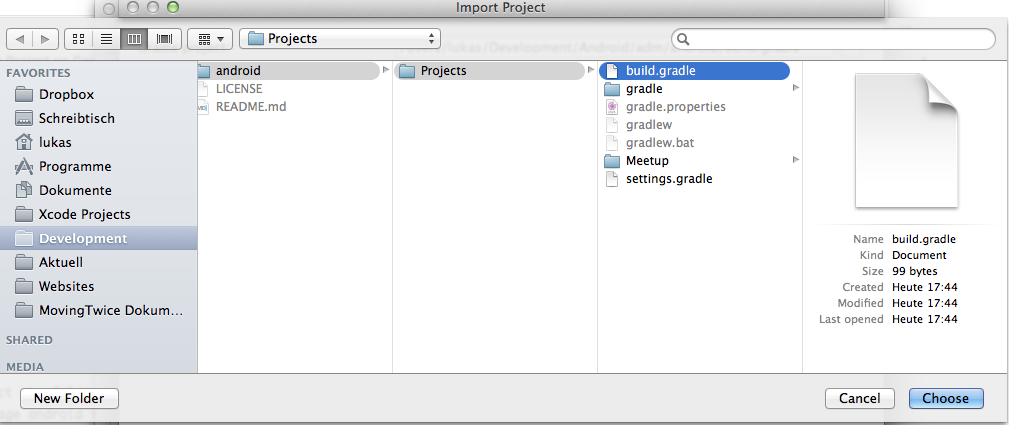 Import Project
Projects
FAVORITES
Dropbox
Schreibtisch
lukas
Programme
Dokumente
Xcode Projects
Development
Aktuell
Websites
MovingTwice Dokum...
SHARED
MEDIA
android
LICENSE
README.md
Projects
build.gradle
gradle
gradle.properties
gradlew
gradlew.bat
Meetup
settings.gradle
Name build.gradle
Kind Document
Size 99 bytes
Created Heute 17:44
Modified Heute 17:44
Last opened Heute 17:44
New Folder
Cancel
Choose